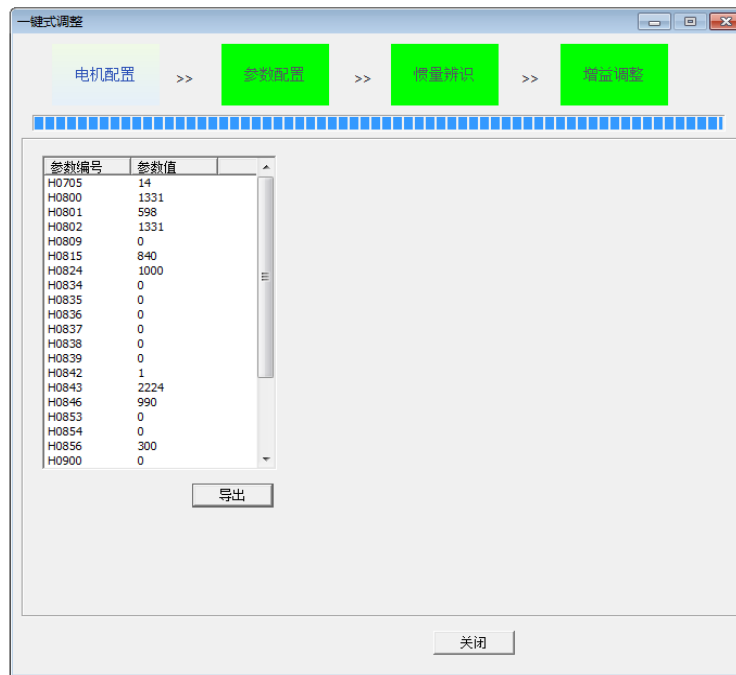 一键式调整
电机配置 >> 参数配置 >> 惯量辨识 >> 增益调整
参数编号 参数值
H0705 14
H0800 1331
H0801 598
H0802 1331
H0809 0
H0815 840
H0824 1000
H0834 0
H0835 0
H0836 0
H0837 0
H0838 0
H0839 0
H0842 1
H0843 2224
H0846 990
H0853 0
H0854 0
H0856 300
H0900 0
导出
关闭